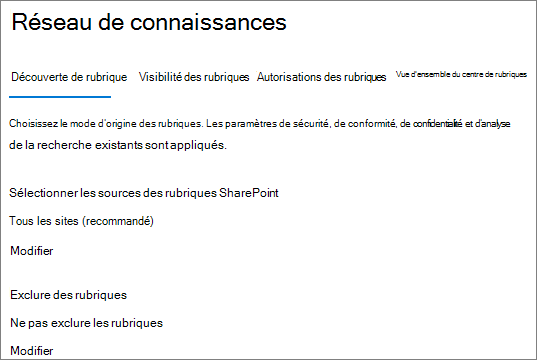 Réseau de connaissances
Découverte de rubrique Visibilité des rubriques Autorisations des rubriques Vue d'ensemble du centre de rubriques
Choisissez le mode d'origine des rubriques. Les paramètres de sécurité, de conformité, de confidentialité et d'analyse
de la recherche existants sont appliqués.
Sélectionner les sources des rubriques SharePoint
Tous les sites (recommandé)
Modifier
Exclure des rubriques
Ne pas exclure les rubriques
Modifier